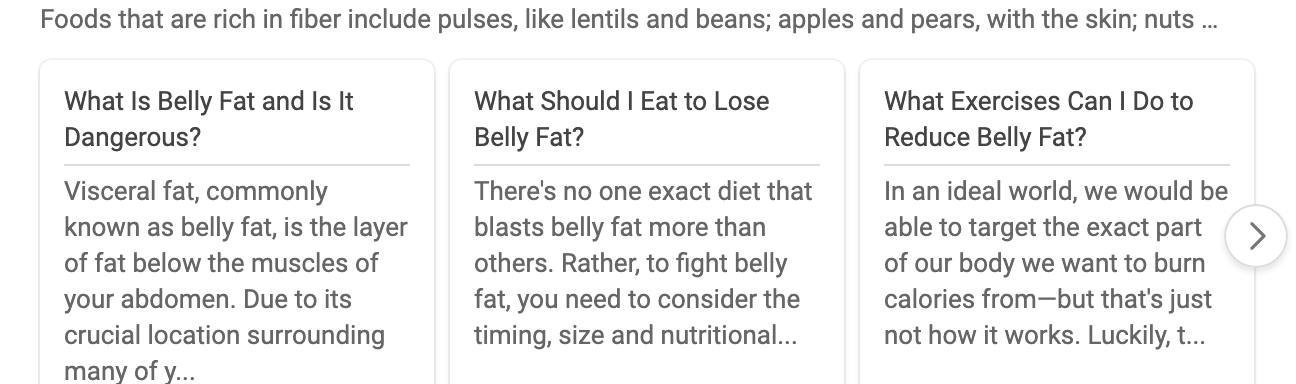 Foods that are rich in fiber include pulses, like lentils and beans; apples and pears, with the skin; nuts ...
What Is Belly Fat and Is It
Dangerous?
Visceral fat, commonly
known as belly fat, is the layer
of fat below the muscles of
your abdomen. Due to its
crucial location surrounding
many of y...
What Should I Eat to Lose
Belly Fat?
There's no one exact diet that
blasts belly fat more than
others. Rather, to fight belly
fat, you need to consider the
timing, size and nutritional...
What Exercises Can I Do to
Reduce Belly Fat?
In an ideal world, we would be
able to target the exact part
of our body we want to burn
calories from—but that's just
not how it works. Luckily, t...